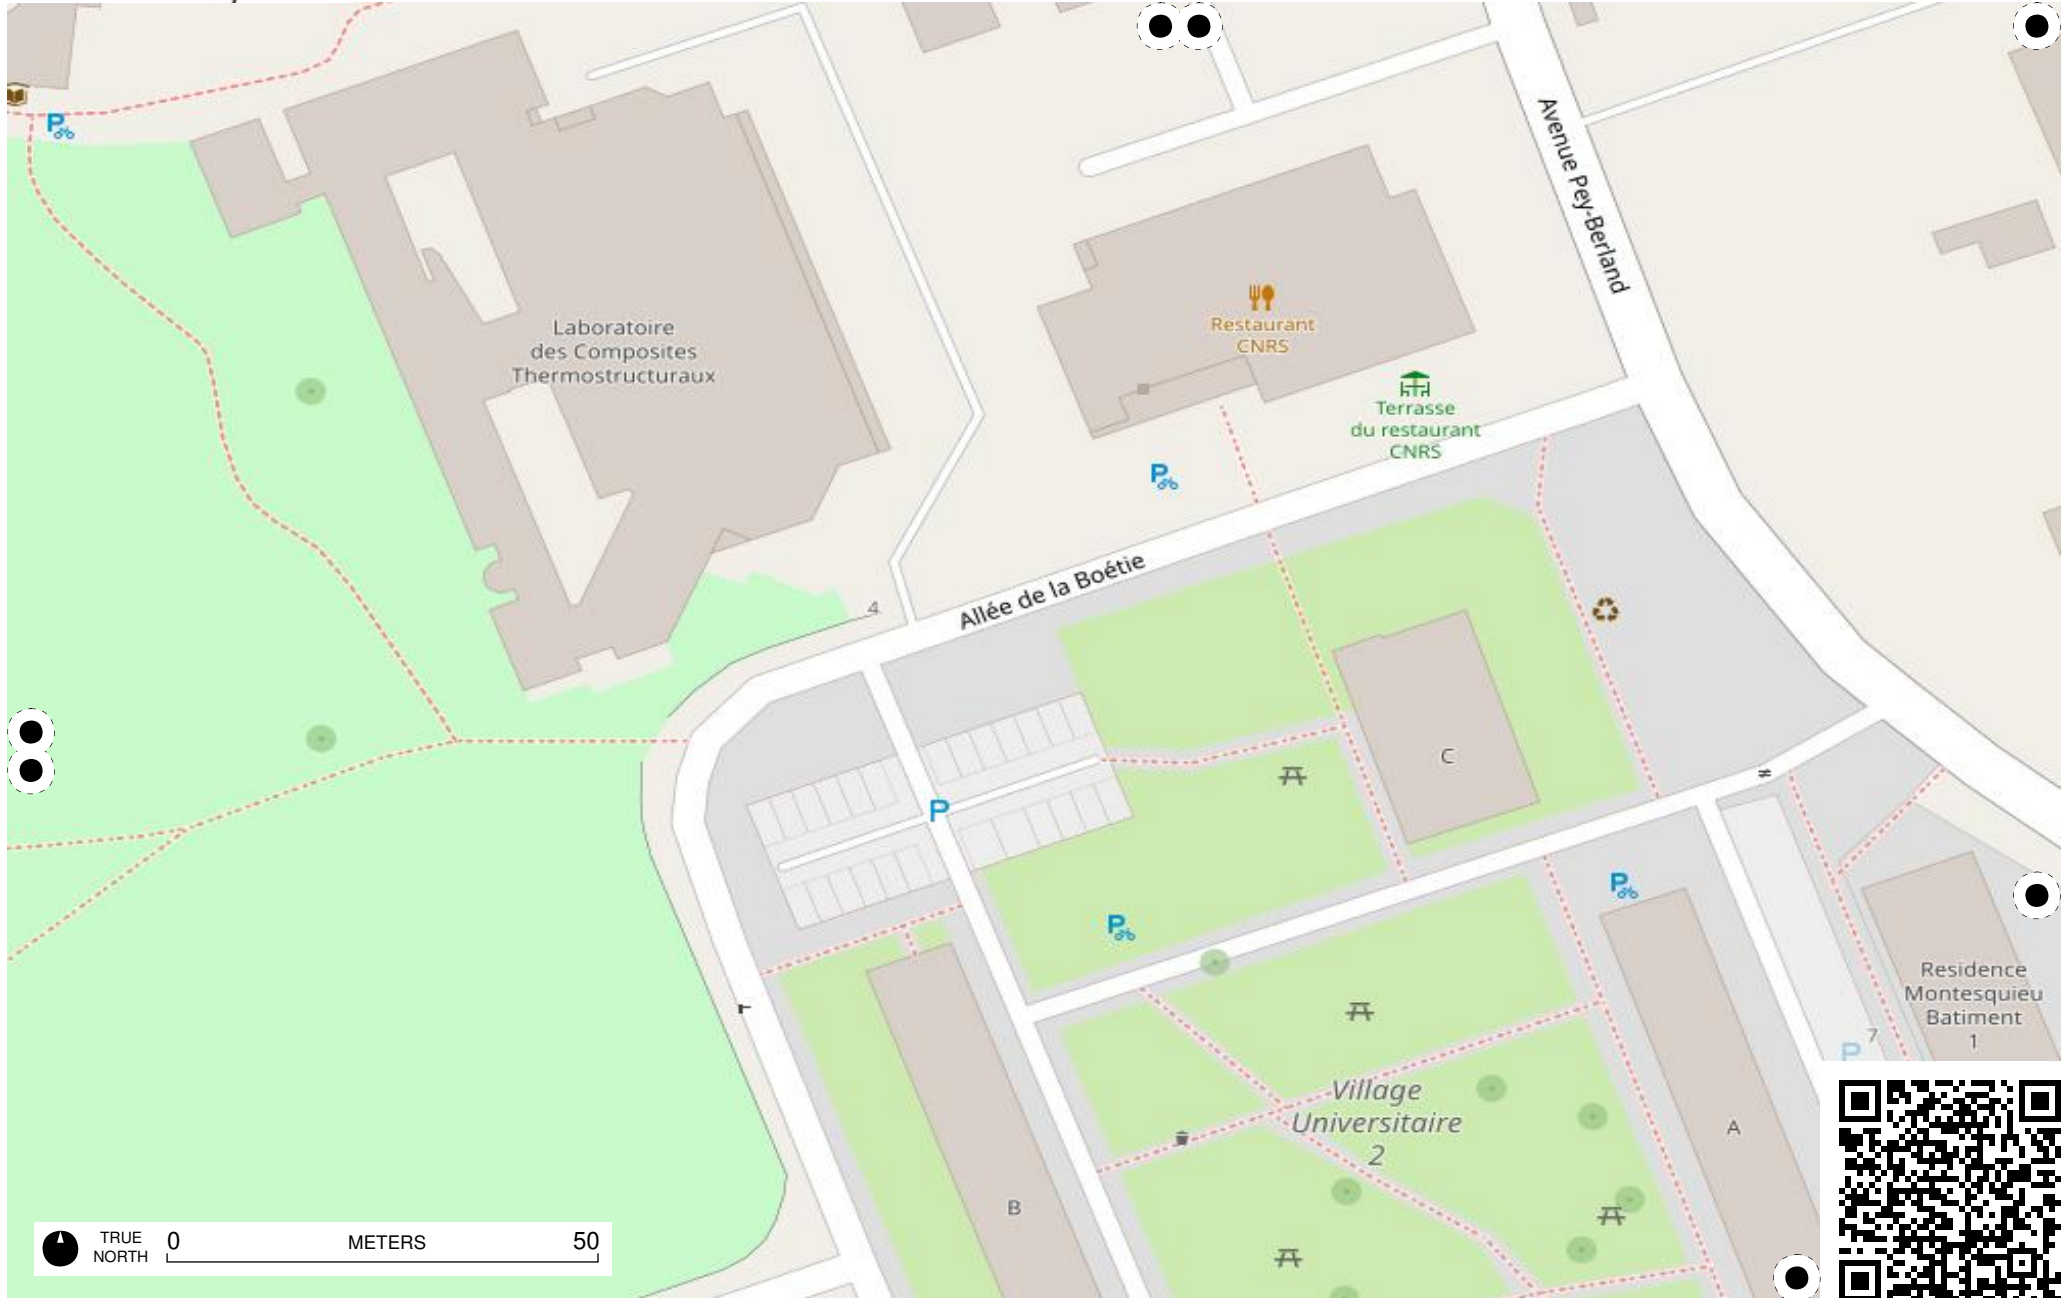 Avenue Pey-Berland
Laboratoire
des Composites
Thermostructuraux
Restaurant
CNRS
Terrasse
du restaurant
CNRS
P
P
Allée de la Boétie
4
C
P
P
P
Residence
Montesquieu
Batiment
1
7
P
Village
Universitaire
2
A
B
TRUE
NORTH
0
METERS
50